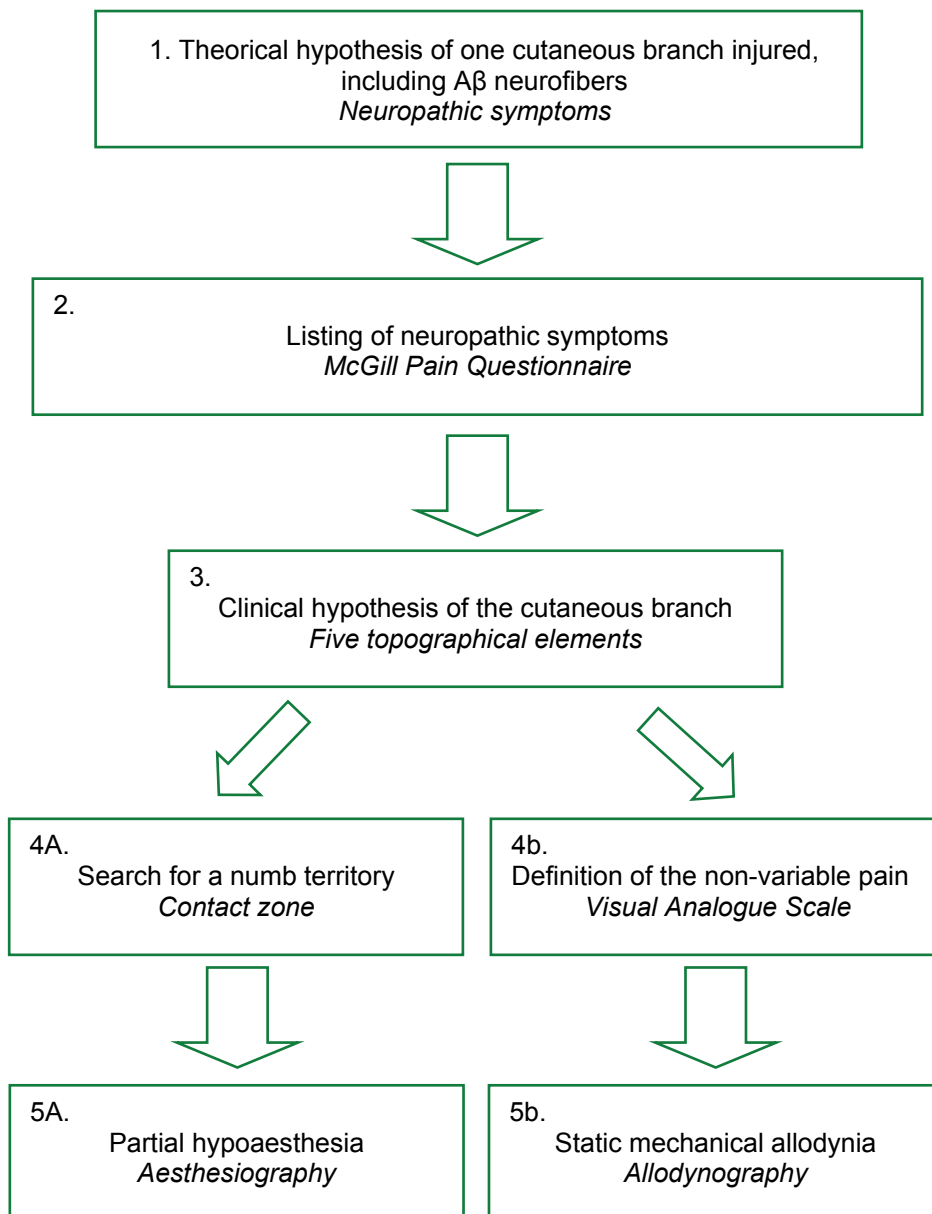 1. Theorical hypothesis of one cutaneous branch injured,
including Aβ neurofibers
Neuropathic symptoms
2.
Listing of neuropathic symptoms
McGill Pain Questionnaire
3.
Clinical hypothesis of the cutaneous branch
Five topographical elements
4A.
Search for a numb territory
Contact zone
4b.
Definition of the non-variable pain
Visual Analogue Scale
5A.
Partial hypoaesthesia
Aesthesiography
5b.
Static mechanical allodynia
Allodynography